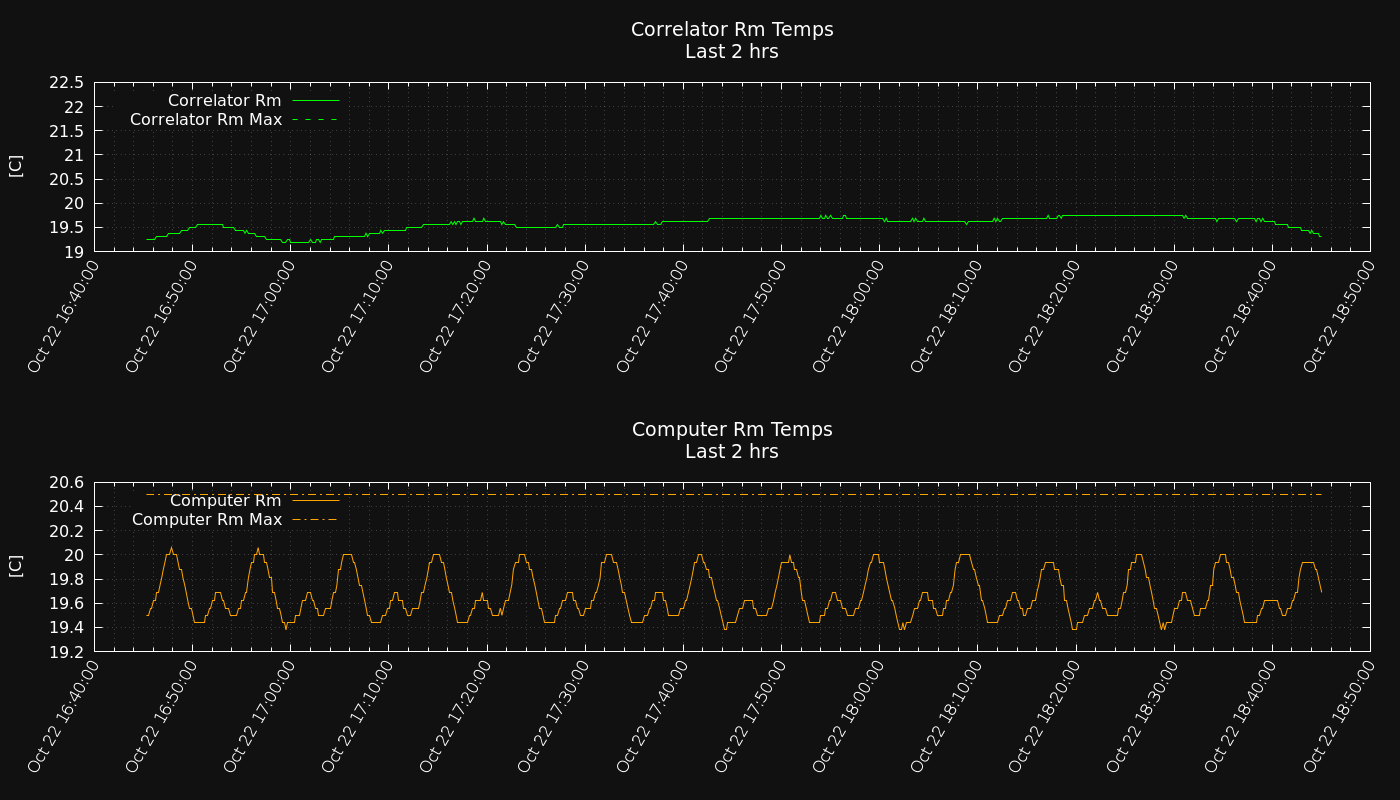 Correlator Rm Temps
Last 2 hrs
22.5
22
21.5
21
20.5
20
19.5
19
[C]
Correlator Rm
Correlator Rm Max
Oct 22 16:40:00
Oct 22 16:50:00
Oct 22 17:00:00
Oct 22 17:10:00
Oct 22 17:20:00
Oct 22 17:30:00
Oct 22 17:40:00
Oct 22 17:50:00
Oct 22 18:00:00
Oct 22 18:10:00
Oct 22 18:20:00
Oct 22 18:30:00
Oct 22 18:40:00
Oct 22 18:50:00
Computer Rm Temps
Last 2 hrs
20.6
20.4
20.2
20
19.8
19.6
19.4
19.2
[C]
Computer Rm
Computer Rm Max
Oct 22 16:40:00
Oct 22 16:50:00
Oct 22 17:00:00
Oct 22 17:10:00
Oct 22 17:20:00
Oct 22 17:30:00
Oct 22 17:40:00
Oct 22 17:50:00
Oct 22 18:00:00
Oct 22 18:10:00
Oct 22 18:20:00
Oct 22 18:30:00
Oct 22 18:40:00
Oct 22 18:50:00